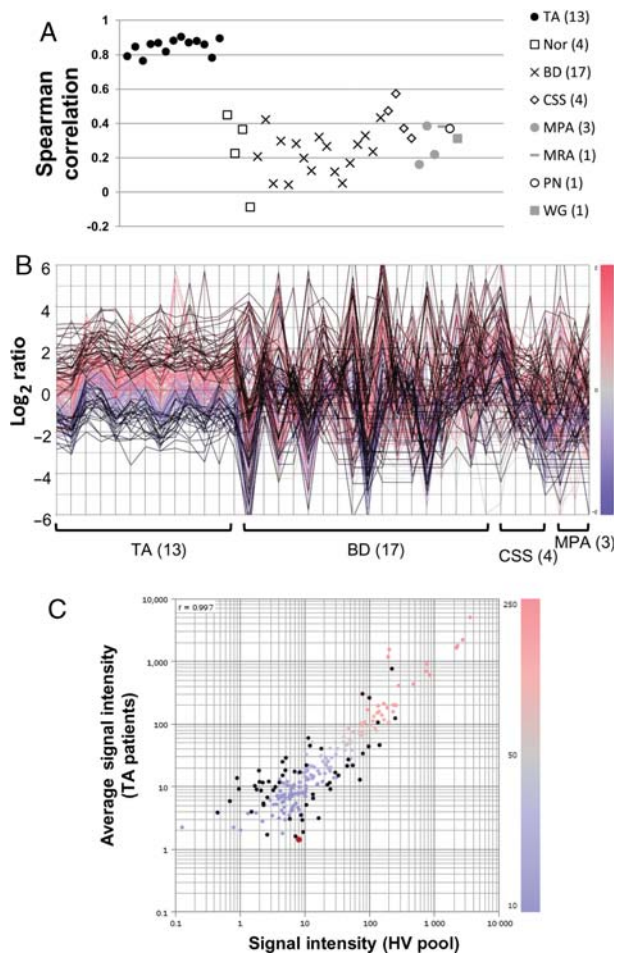 A
Spearman
correlation
1
0.8
0.6
0.4
0.2
0
-0.2
TA (13)
Nor (4)
BD (17)
CSS (4)
MPA (3)
MRA (1)
PN (1)
WG (1)
B
Log2 ratio
6
4
2
0
−2
−4
−6
0
TA (13)
BD (17)
CSS (4)
MPA (3)
C
r = 0.997
Average signal intensity
(TA patients)
10,000
1,000
100
10
1
0.1
0.1
1
10
100
1 000
10 000
Signal intensity (HV pool)
250
50
10